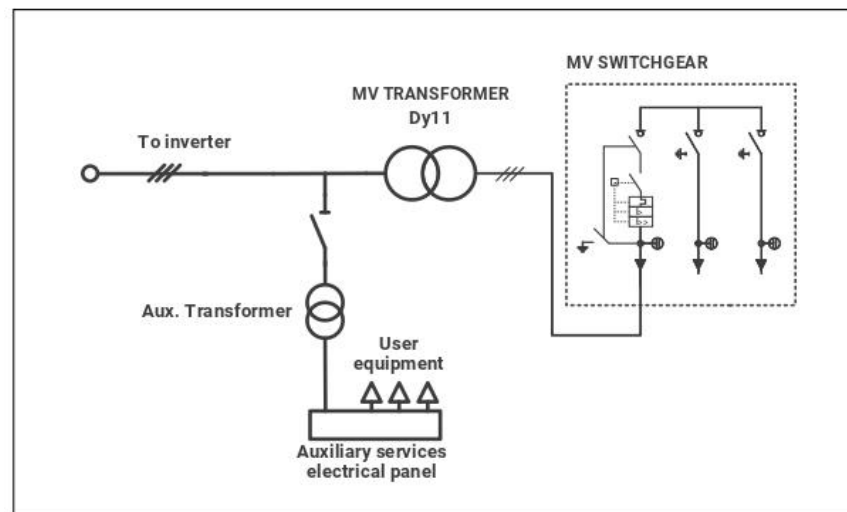 MV SWITCHGEAR
MV TRANSFORMER
Dy11
To inverter
Aux. Transformer
User
equipment
Auxiliary services
electrical panel